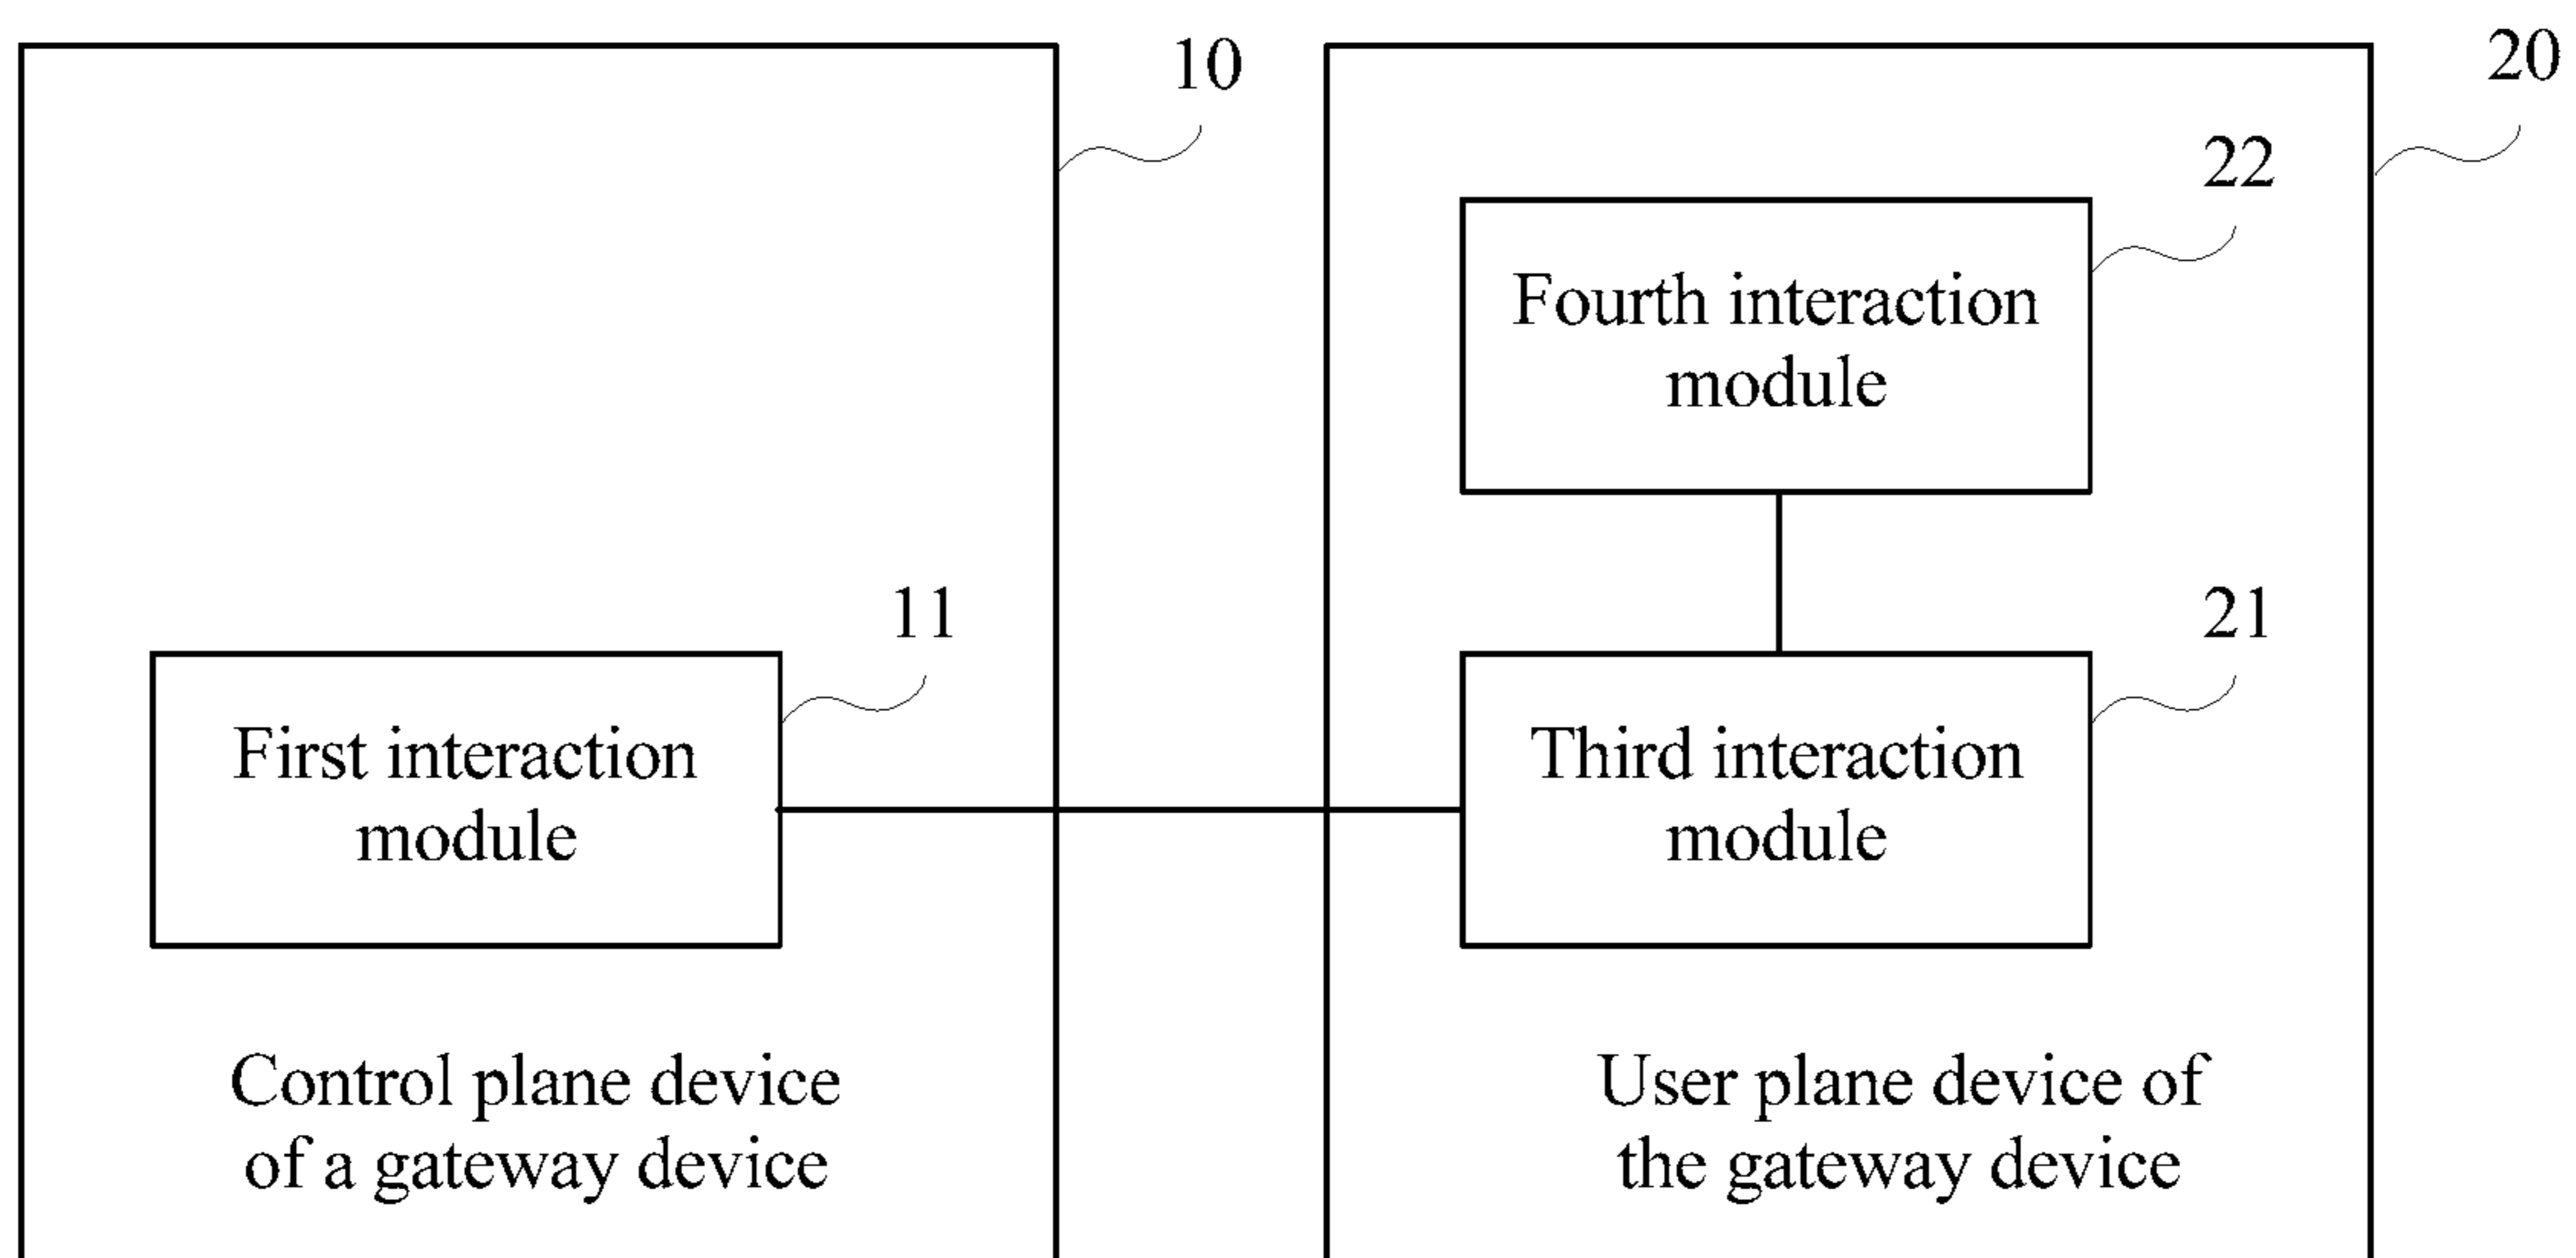 10
20
22
Fourth interaction
module
11
21
First interaction
module
Third interaction
module
Control plane device
of a gateway device
User plane device of
the gateway device